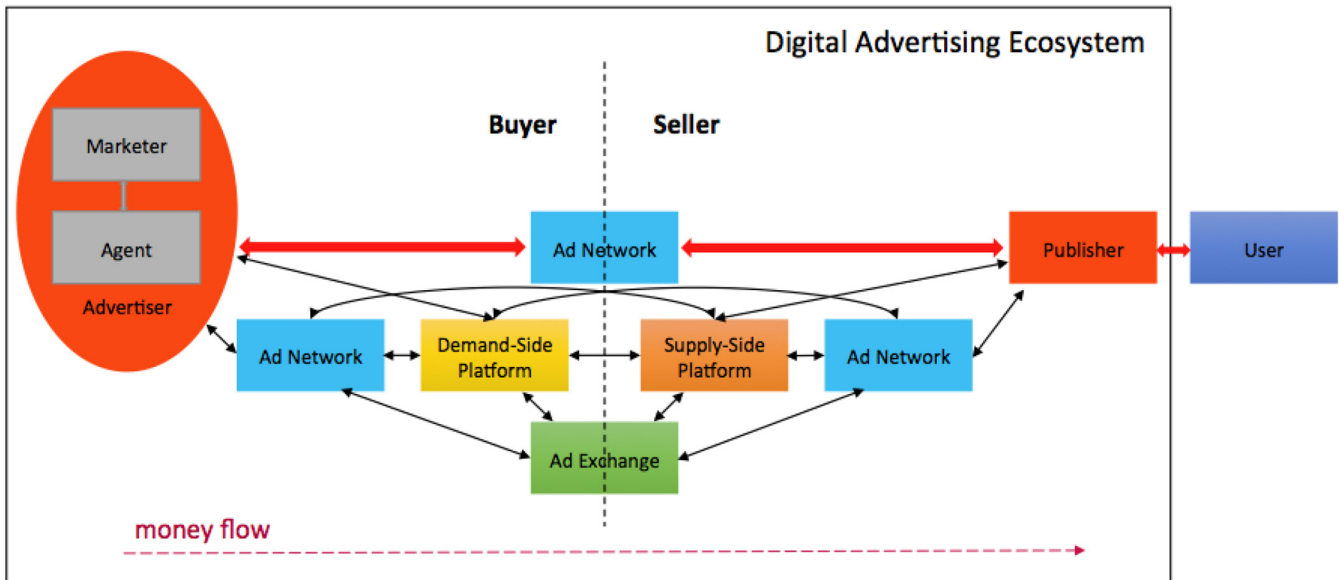 Digital Advertising Ecosystem
Buyer
Seller
Marketer
Agent
Advertiser
Ad Network
Publisher
User
Ad Network
Demand-Side
Platform
Supply-Side
Platform
Ad Network
Ad Exchange
money flow